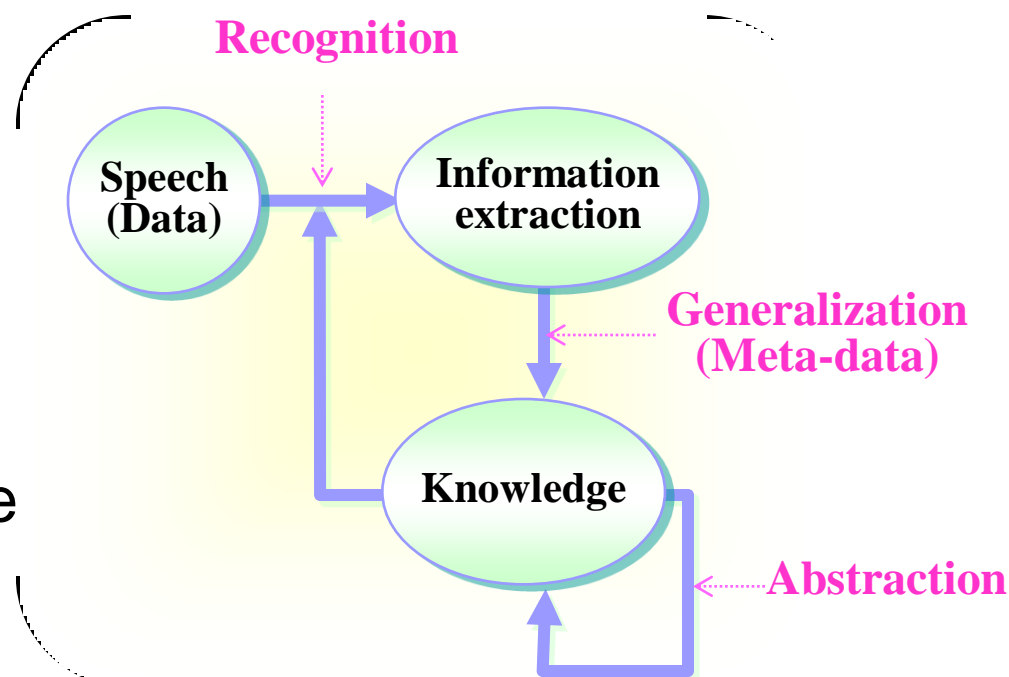 Recognition
Speech
(Data)
Information
extraction
Generalization
(Meta-data)
Knowledge
e
Abstraction